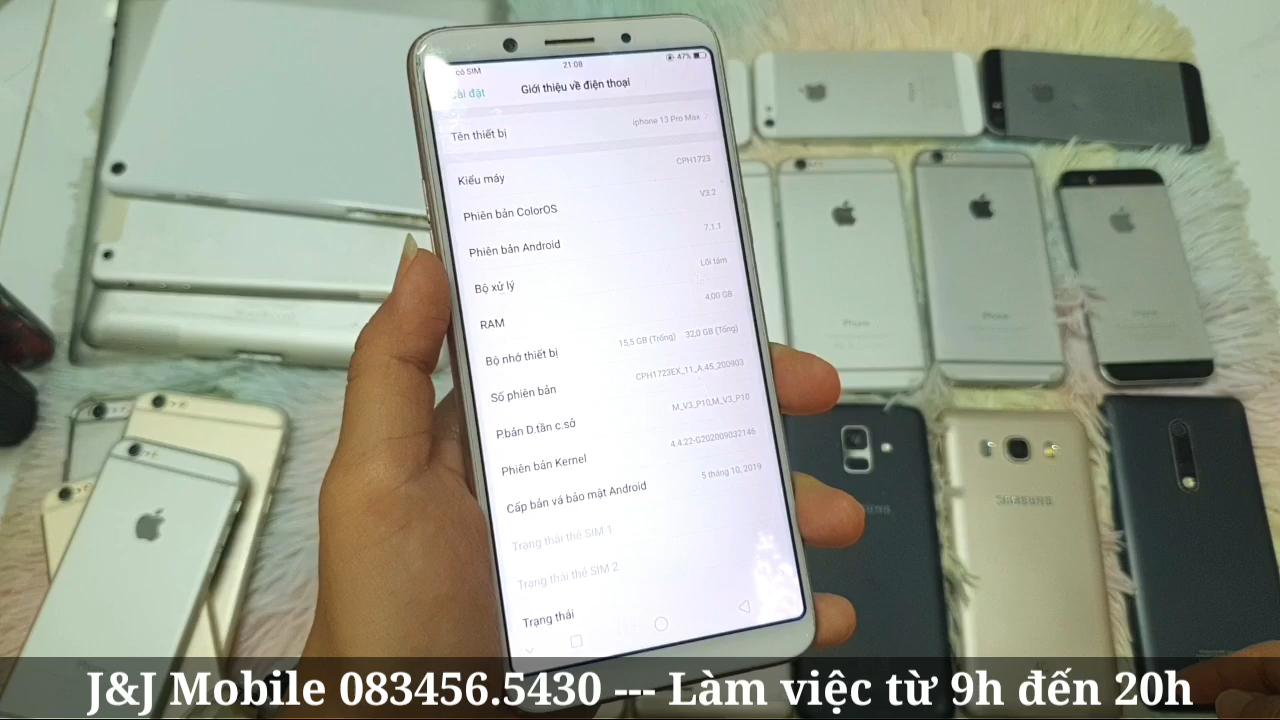 có SIM 21:08 47%
Cài đặt Giới thiệu về điện thoại
Tên thiết bị iphone 13 Pro Max
Kiểu máy CPH1723
Phiên bản ColorOS V3.2
Phiên bản Android 7.1.1
Bộ xử lý Lõi tám
RAM 4,00 GB
Bộ nhớ thiết bị 15,5 GB (Trống) 32,0 GB (Tổng)
Số phiên bản CPH1723EX_11_A.45_200903
P.bản D.tần c.sở M_V3_P10,M_V3_P10
Phiên bản Kernel 4.4.22-G202009032146
Cấp bản vá bảo mật Android 5 tháng 10, 2019
Trạng thái thẻ SIM 1
Trạng thái thẻ SIM 2
Trạng thái
iPhone
iPhone
SAMSUNG
J&J Mobile 083456.5430 --- Làm việc từ 9h đến 20h